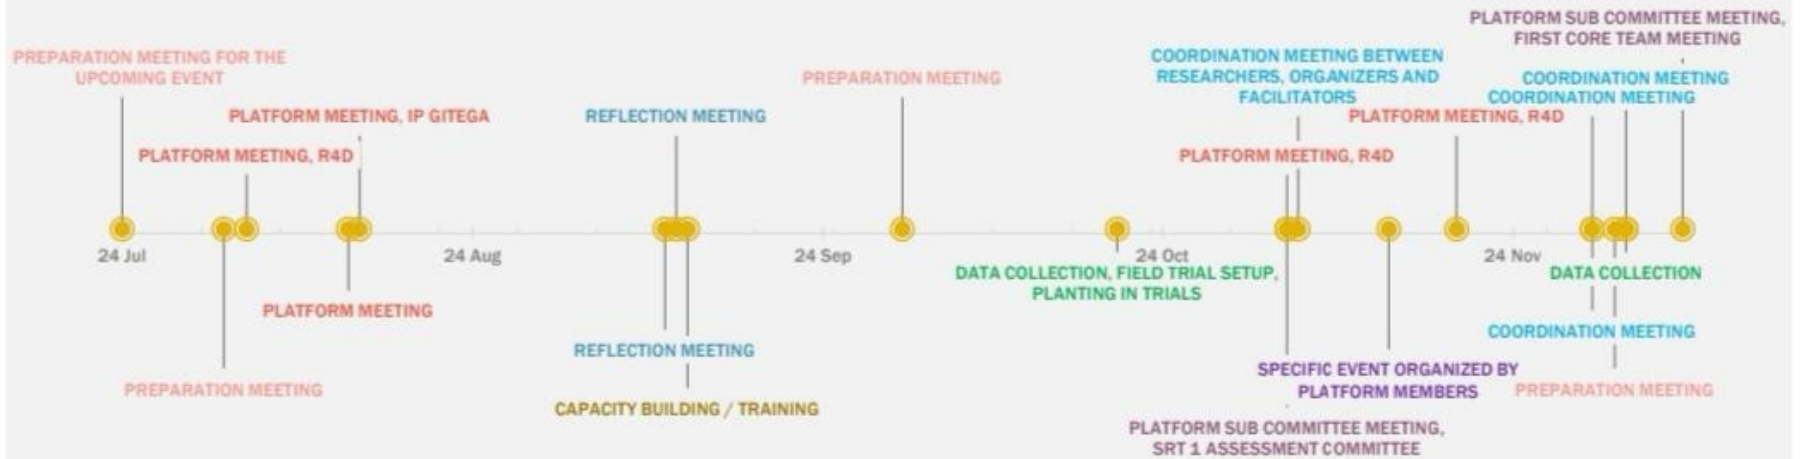 PLATFORM SUB COMMITTEE MEETING,
FIRST CORE TEAM MEETING
PREPARATION MEETING FOR THE
UPCOMING EVENT
COORDINATION MEETING BETWEEN
RESEARCHERS, ORGANIZERS AND
FACILITATORS
PREPARATION MEETING
COORDINATION MEETING
COORDINATION MEETING
PLATFORM MEETING, IP GITEGA
REFLECTION MEETING
PLATFORM MEETING, R4D
PLATFORM MEETING, R4D
PLATFORM MEETING, R4D
24 Jul
24 Aug
24 Sep
24 Oct
24 Nov
DATA COLLECTION, FIELD TRIAL SETUP,
PLANTING IN TRIALS
DATA COLLECTION
PLATFORM MEETING
COORDINATION MEETING
REFLECTION MEETING
SPECIFIC EVENT ORGANIZED BY
PLATFORM MEMBERS
PREPARATION MEETING
PREPARATION MEETING
CAPACITY BUILDING / TRAINING
PLATFORM SUB COMMITTEE MEETING,
SRT 1 ASSESSMENT COMMITTEE